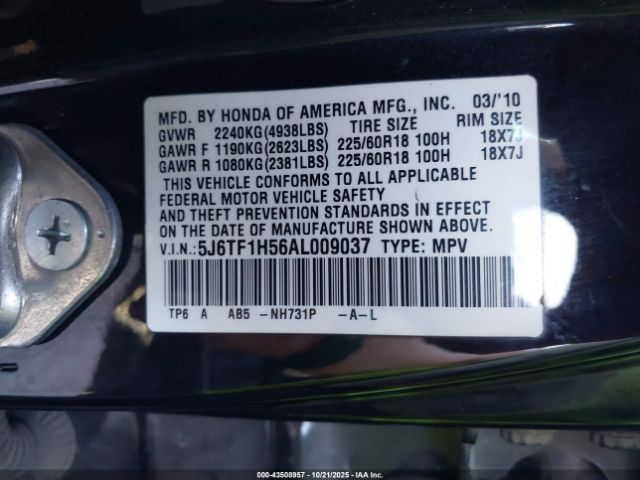 MFD. BY HONDA OF AMERICA MFG., INC. 03/'10
GVWR 2240KG(4938LBS) TIRE SIZE RIM SIZE
GAWR F 1190KG(2623LBS) 225/60R18 100H 18X7J
GAWR R 1080KG(2381LBS) 225/60R18 100H 18X7J
THIS VEHICLE CONFORMS TO ALL APPLICABLE
FEDERAL MOTOR VEHICLE SAFETY
AND THEFT PREVENTION STANDARDS IN EFFECT
ON THE DATE OF MANUFACTURE SHOWN ABOVE.
V.I.N.: 5J6TF1H56AL009037 TYPE: MPV
TP6 A AB5 -NH731P -A-L
000-43508957 - 10/21/2025 - IAA Inc.